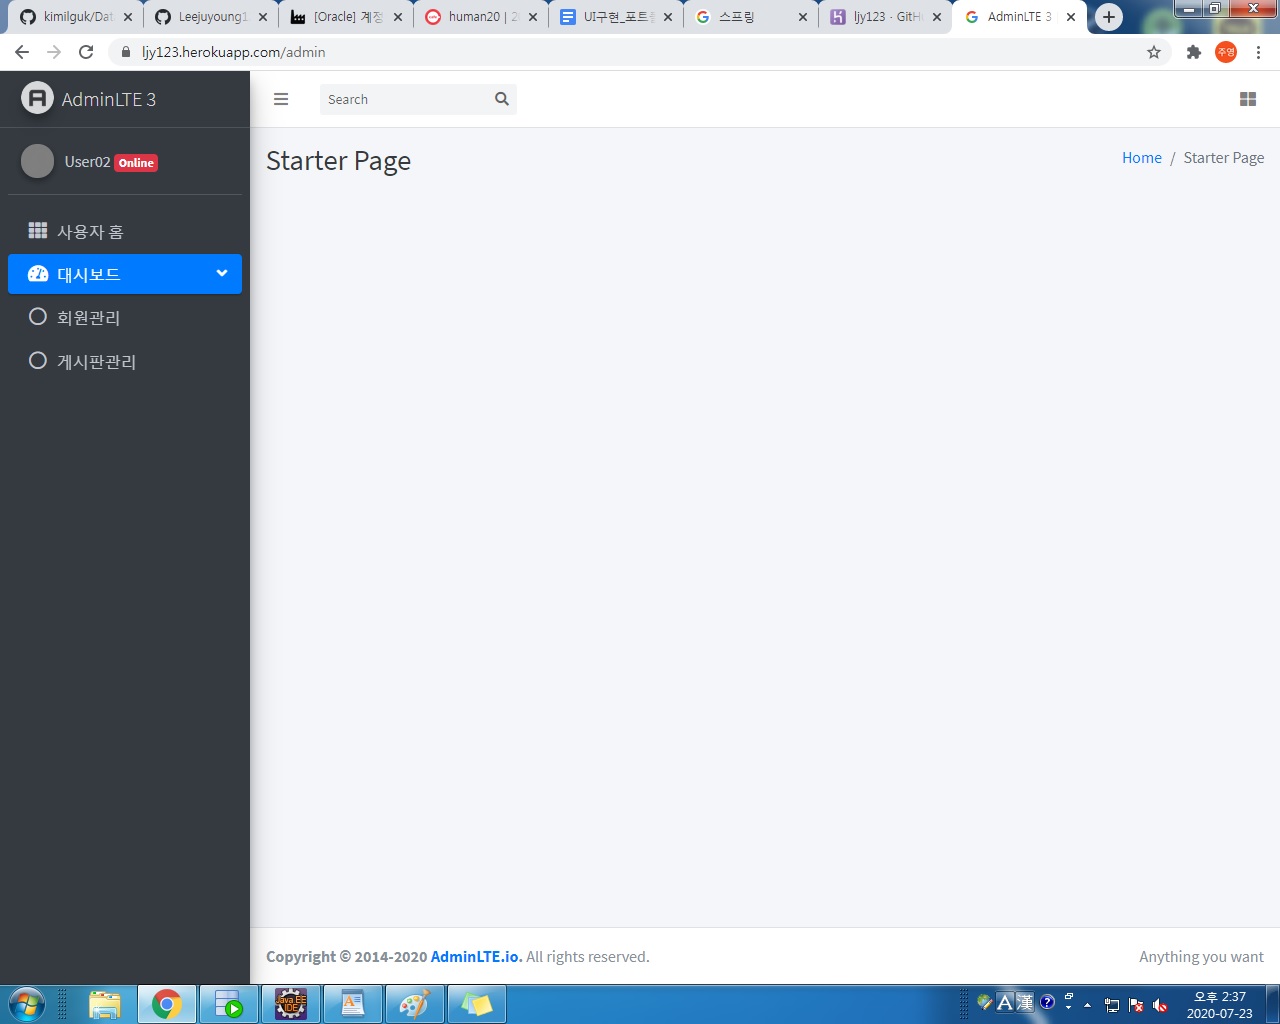 kimilguk/Dat
Leejuyoung1
[Oracle] 계정
human20 | 2
UI구현_포트폴
스프링
ljy123 · GitH
AdminLTE 3
ljy123.herokuapp.com/admin
주영
AdminLTE 3
Search
User02 Online
Starter Page
Home / Starter Page
사용자 홈
대시보드
회원관리
게시판관리
Copyright © 2014-2020 AdminLTE.io. All rights reserved.
Anything you want
Java EE
IDE
A 漢
오후 2:37
2020-07-23